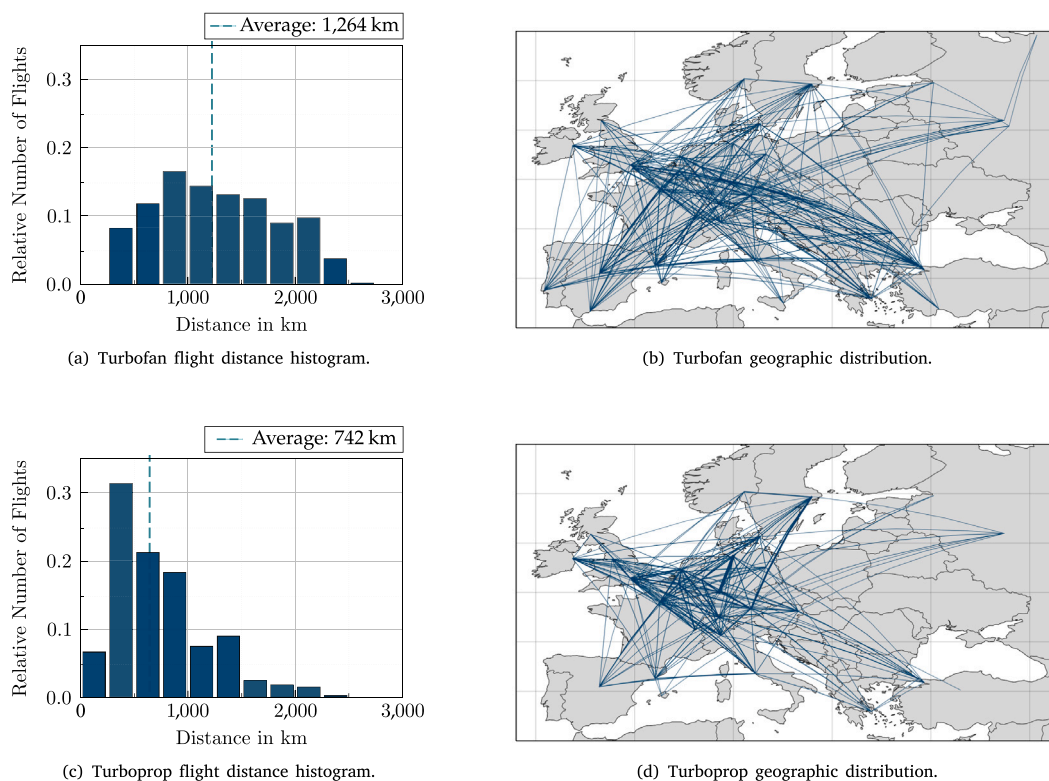 Average: 1,264 km
Relative Number of Flights
0.3
0.2
0.1
0.0
0
1,000
2,000
3,000
Distance in km
(a) Turbofan flight distance histogram.
(b) Turbofan geographic distribution.
Average: 742 km
Relative Number of Flights
0.3
0.2
0.1
0.0
0
1,000
2,000
3,000
Distance in km
(c) Turboprop flight distance histogram.
(d) Turboprop geographic distribution.